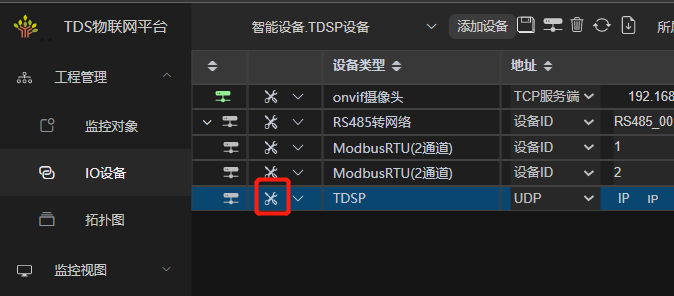 TDS物联网平台
智能设备.TDSP设备
添加设备
所
工程管理
监控对象
IO设备
拓扑图
监控视图
设备类型 地址
onvif摄像头 TCP服务端 192.168
RS485转网络 设备ID RS485_00
ModbusRTU(2通道) 设备ID 1
ModbusRTU(2通道) 设备ID 2
TDSP UDP IP IP